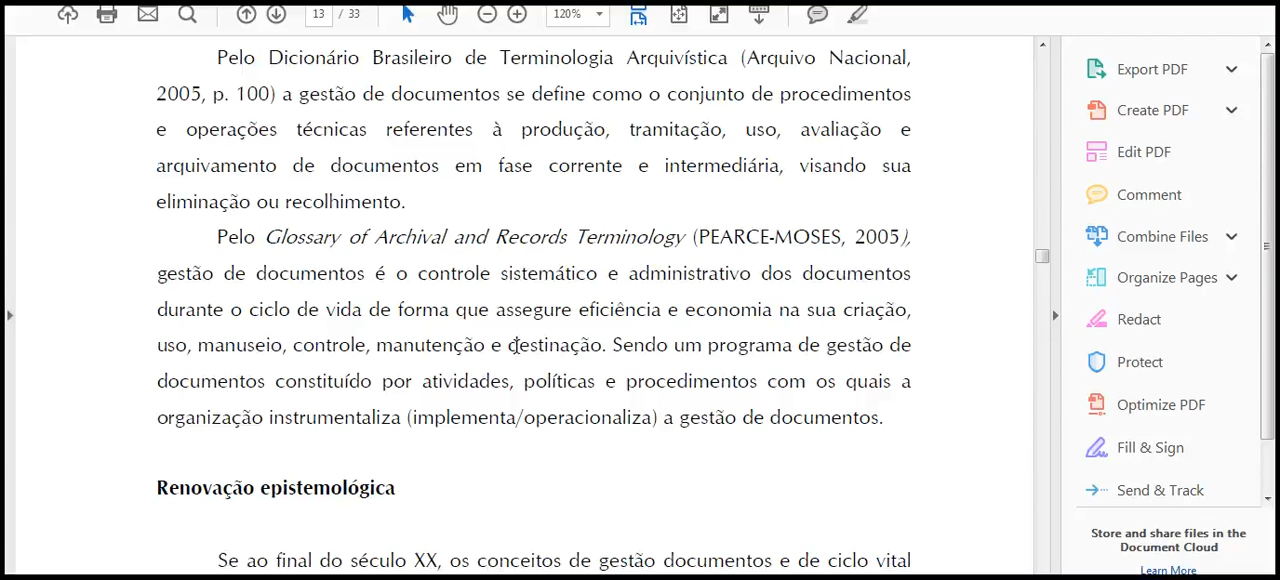 13 / 33
120%
Pelo Dicionário Brasileiro de Terminologia Arquivística (Arquivo Nacional,
2005, p. 100) a gestão de documentos se define como o conjunto de procedimentos
e operações técnicas referentes à produção, tramitação, uso, avaliação e
arquivamento de documentos em fase corrente e intermediária, visando sua
eliminação ou recolhimento.
Pelo Glossary of Archival and Records Terminology (PEARCE-MOSES, 2005),
gestão de documentos é o controle sistemático e administrativo dos documentos
durante o ciclo de vida de forma que assegure eficiência e economia na sua criação,
uso, manuseio, controle, manutenção e destinação. Sendo um programa de gestão de
documentos constituído por atividades, políticas e procedimentos com os quais a
organização instrumentaliza (implementa/operacionaliza) a gestão de documentos.
Renovação epistemológica
Se ao final do século XX, os conceitos de gestão documentos e de ciclo vital
Export PDF
Create PDF
Edit PDF
Comment
Combine Files
Organize Pages
Redact
Protect
Optimize PDF
Fill & Sign
Send & Track
Store and share files in the
Document Cloud
Learn More